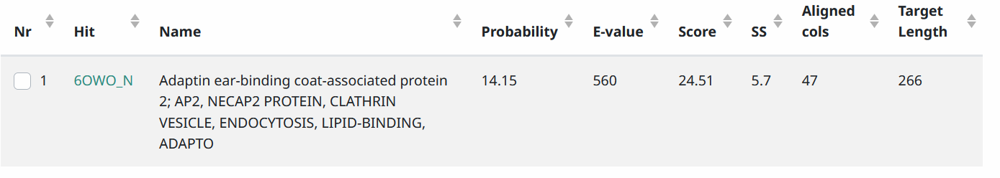 Nr Hit Name Probability E-value Score SS Aligned cols Target Length
1 6OWO_N Adaptin ear-binding coat-associated protein 14.15 560 24.51 5.7 47 266
2; AP2, NECAP2 PROTEIN, CLATHRIN
VESICLE, ENDOCYTOSIS, LIPID-BINDING,
ADAPTO